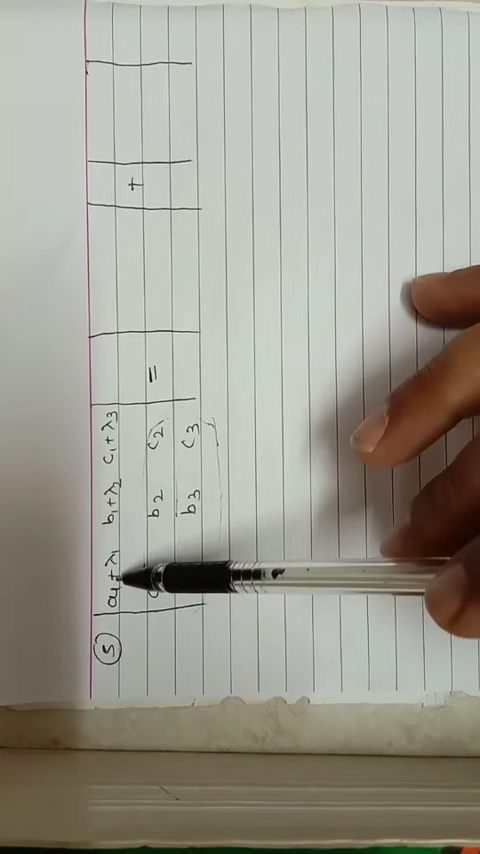 ⑤ | a₁+λ₁ b₁+λ₂ c₁+λ₃ | = | | + | |
b₂ c₂
b₃ c₃